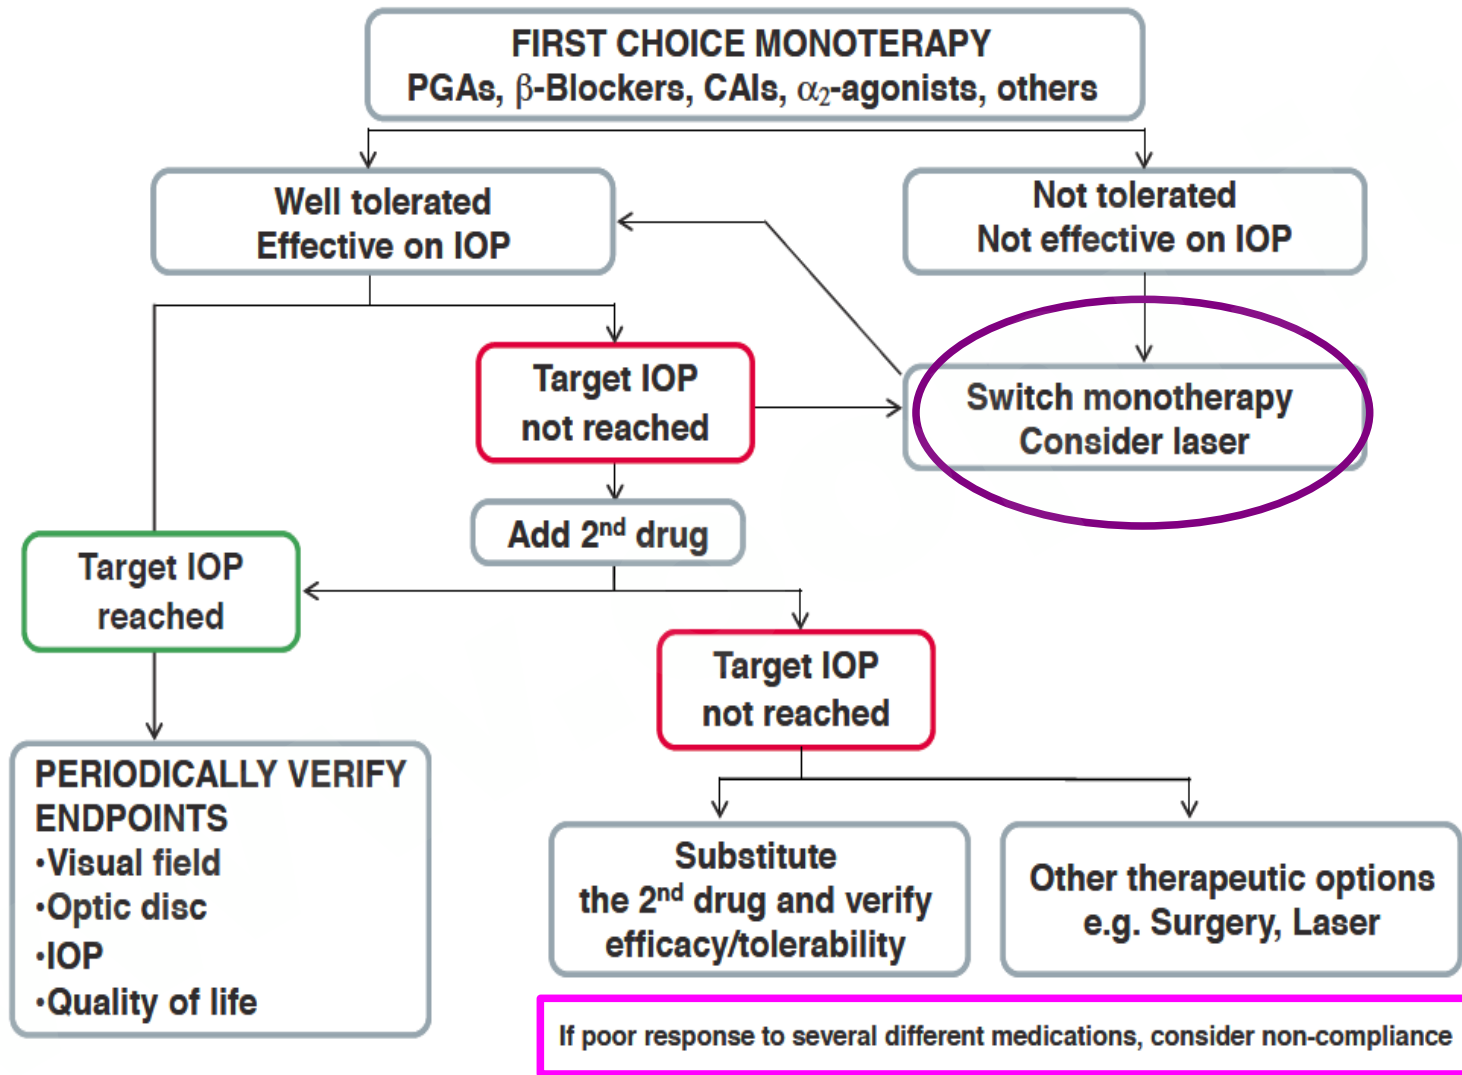 FIRST CHOICE MONOTERAPY
PGAs, β-Blockers, CAIs, α₂-agonists, others
Well tolerated
Effective on IOP
Not tolerated
Not effective on IOP
Target IOP
not reached
Switch monotherapy
Consider laser
Add 2ⁿᵈ drug
Target IOP
reached
Target IOP
not reached
PERIODICALLY VERIFY
ENDPOINTS
•Visual field
•Optic disc
•IOP
•Quality of life
Substitute
the 2ⁿᵈ drug and verify
efficacy/tolerability
Other therapeutic options
e.g. Surgery, Laser
If poor response to several different medications, consider non-compliance